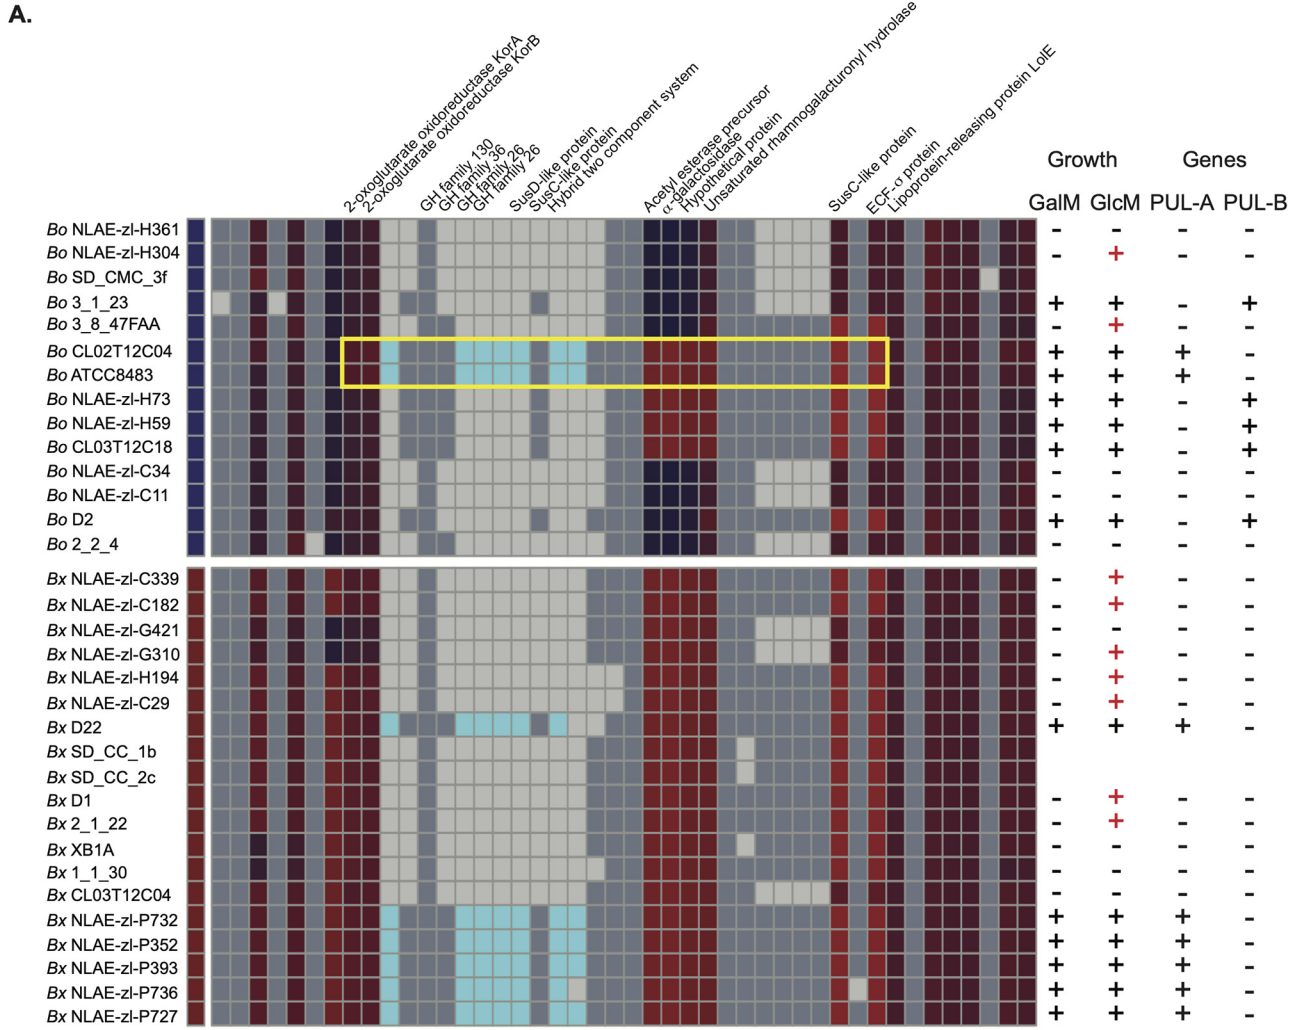 A.
2-oxoglutarate oxidoreductase KorA
2-oxoglutarate oxidoreductase KorB
GH family 130
GH family 36
GH family 26
GH family 26
SusD-like protein
SusC-like protein
Hybrid two component system
Acetyl esterase precursor
α-galactosidase
Hypothetical protein
Unsaturated rhamnogalacturonyl hydrolase
SusC-like protein
ECF-σ protein
Lipoprotein-releasing protein LolE
Growth Genes
GalM GlcM PUL-A PUL-B
Bo NLAE-zl-H361 - - - -
Bo NLAE-zl-H304 - + - -
Bo SD_CMC_3f
Bo 3_1_23 + + - +
Bo 3_8_47FAA - + - -
Bo CL02T12C04 + + + -
Bo ATCC8483 + + + -
Bo NLAE-zl-H73 + + - +
Bo NLAE-zl-H59 + + - +
Bo CL03T12C18 + + - +
Bo NLAE-zl-C34 - - - -
Bo NLAE-zl-C11 - - - -
Bo D2 + + - +
Bo 2_2_4 - - - -
Bx NLAE-zl-C339 - + - -
Bx NLAE-zl-C182 - + - -
Bx NLAE-zl-G421 - - - -
Bx NLAE-zl-G310 - + - -
Bx NLAE-zl-H194 - + - -
Bx NLAE-zl-C29 - + - -
Bx D22 + + + -
Bx SD_CC_1b
Bx SD_CC_2c
Bx D1 - + - -
Bx 2_1_22 - + - -
Bx XB1A - - - -
Bx 1_1_30 - - - -
Bx CL03T12C04 - - - -
Bx NLAE-zl-P732 + + + -
Bx NLAE-zl-P352 + + + -
Bx NLAE-zl-P393 + + + -
Bx NLAE-zl-P736 + + + -
Bx NLAE-zl-P727 + + + -